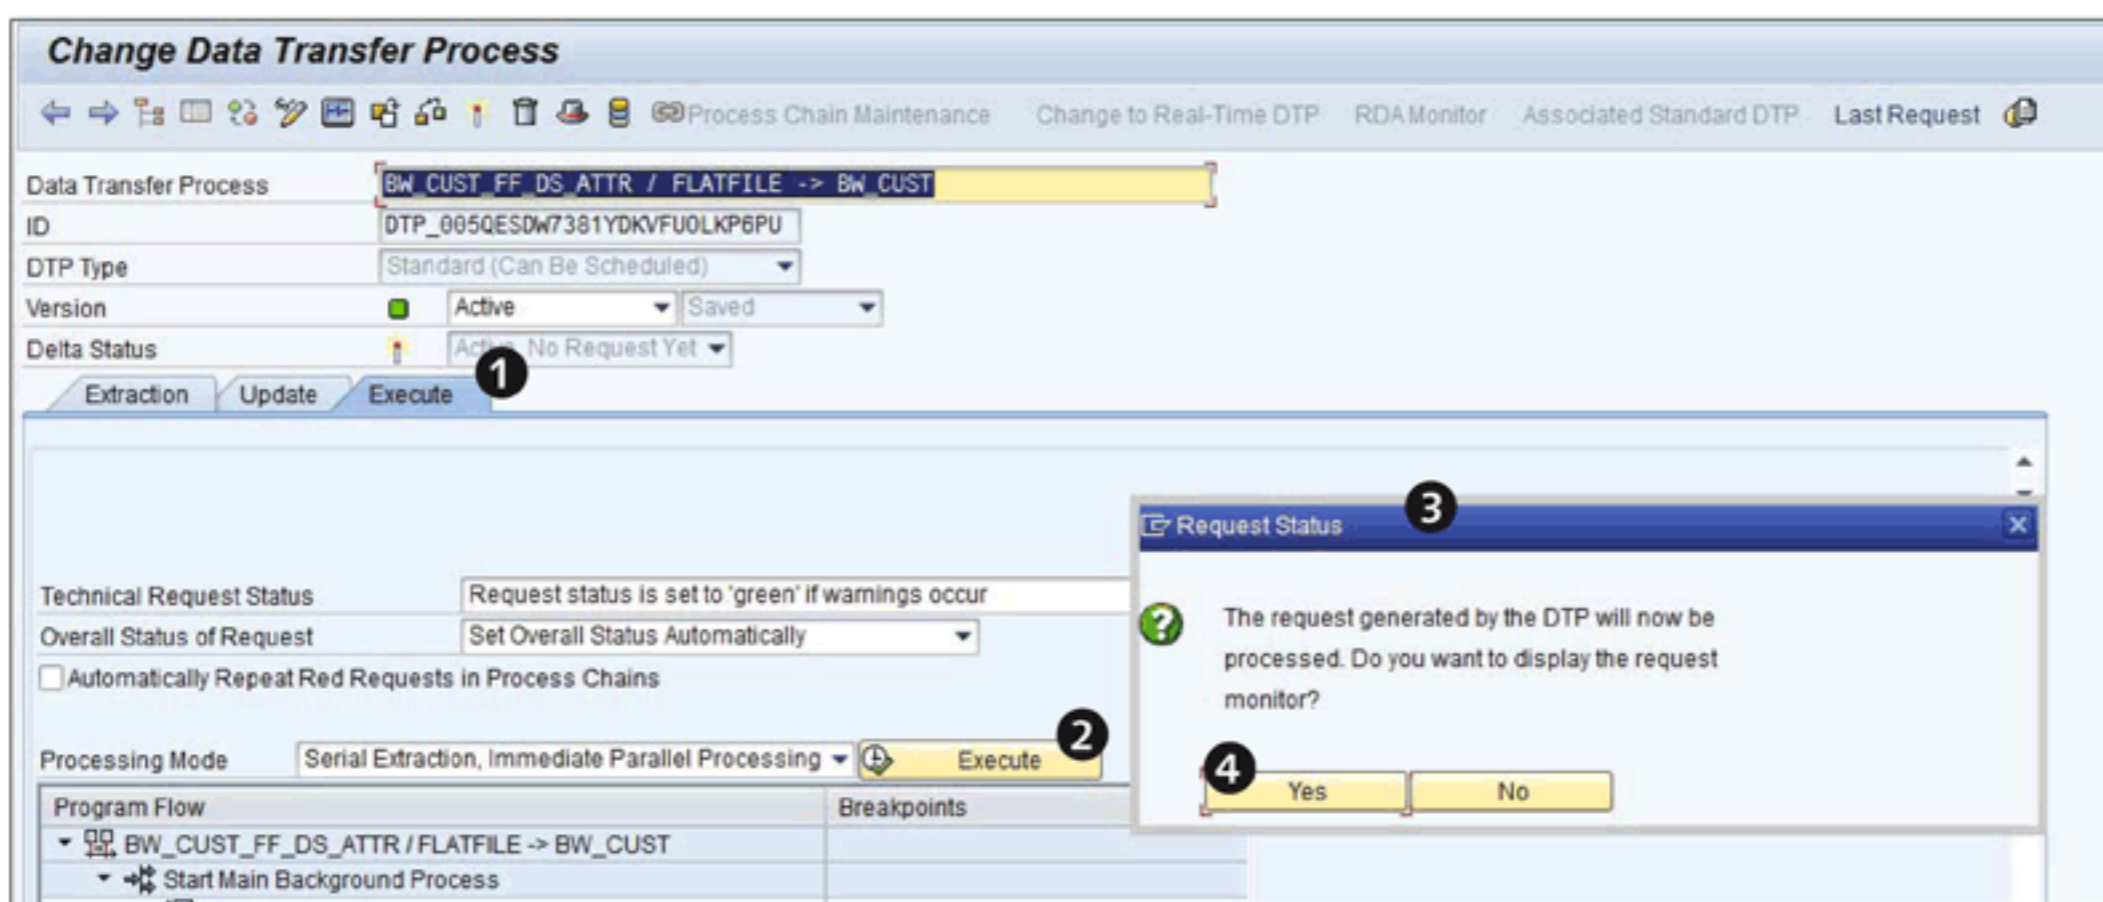 Change Data Transfer Process
Process Chain Maintenance Change to Real-Time DTP RDA Monitor Associated Standard DTP Last Request
Data Transfer Process BW_CUST_FF_DS_ATTR / FLATFILE -> BW_CUST
ID DTP_005QESDW7381YDKVFUOLKP6PU
DTP Type Standard (Can Be Scheduled)
Version Active Saved
Delta Status Active, No Request Yet
1
Extraction Update Execute
3
Request Status
Technical Request Status Request status is set to 'green' if warnings occur
Overall Status of Request Set Overall Status Automatically
Automatically Repeat Red Requests in Process Chains
The request generated by the DTP will now be
processed. Do you want to display the request
monitor?
2
Processing Mode Serial Extraction, Immediate Parallel Processing Execute
4
Yes No
Program Flow Breakpoints
BW_CUST_FF_DS_ATTR / FLATFILE -> BW_CUST
Start Main Background Process